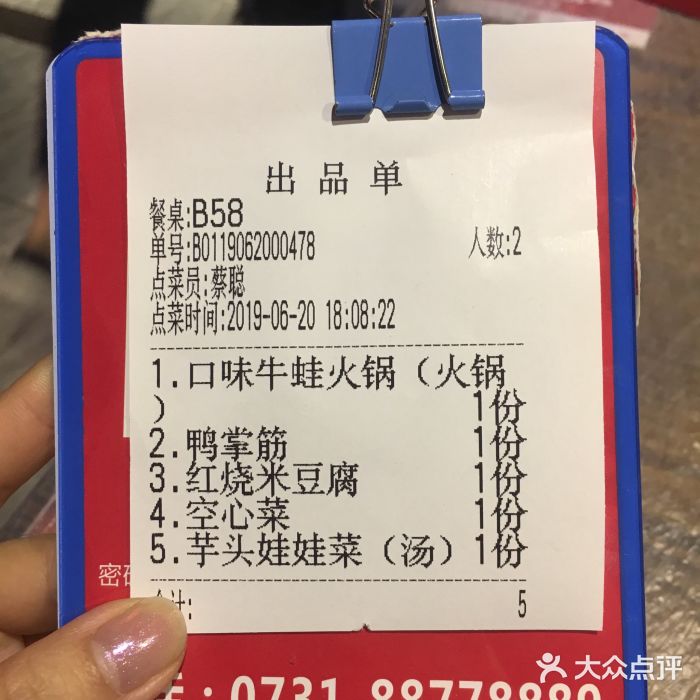 出品单
餐桌:B58
单号:B0119062000478 人数:2
点菜员:蔡聪
点菜时间:2019-06-20 18:08:22
1.口味牛蛙火锅（火锅
） 1份
2.鸭掌筋 1份
3.红烧米豆腐 1份
4.空心菜 1份
5.芋头娃娃菜（汤） 1份
密
计: 5
: 0731-88778889
大众点评